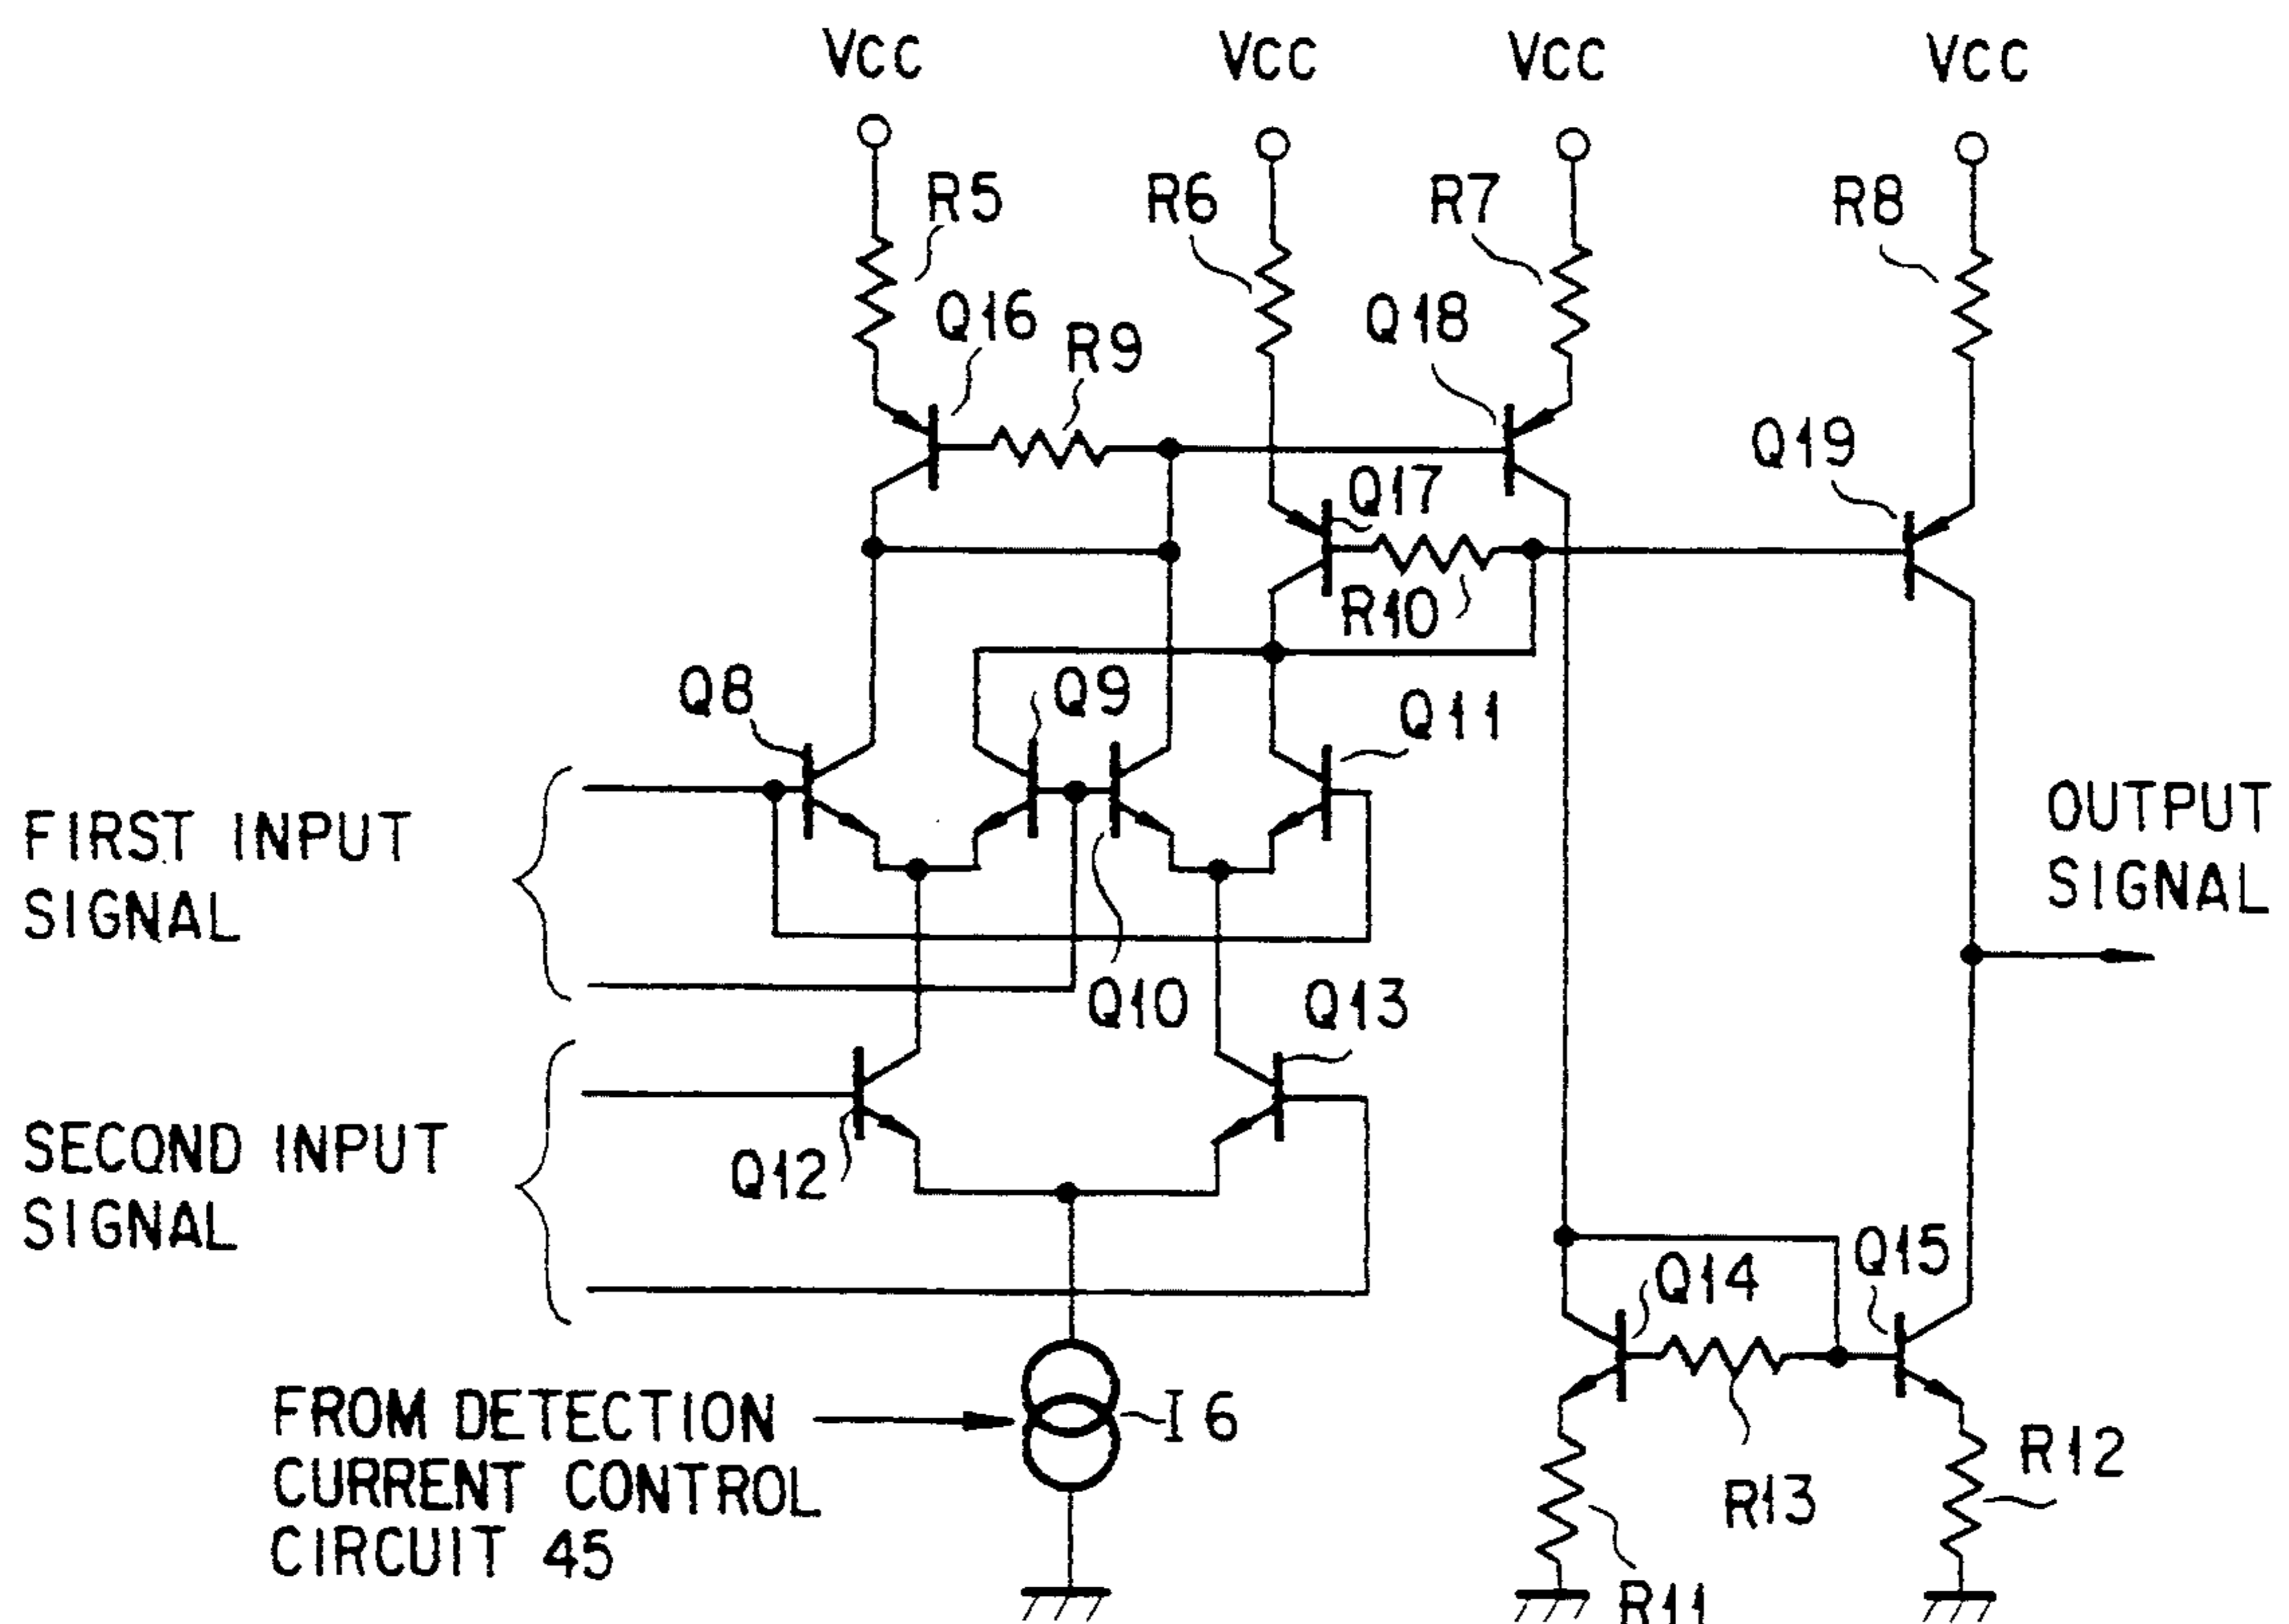 VCC VCC VCC VCC
R5 R6 R7 R8
Q16 R9 Q18
Q19
Q17
R10
Q8 Q9 Q11
FIRST INPUT
SIGNAL
OUTPUT
SIGNAL
Q10 Q13
SECOND INPUT
SIGNAL
Q12
Q14 Q15
FROM DETECTION
CURRENT CONTROL
CIRCUIT 45
I6
R13 R12
R11